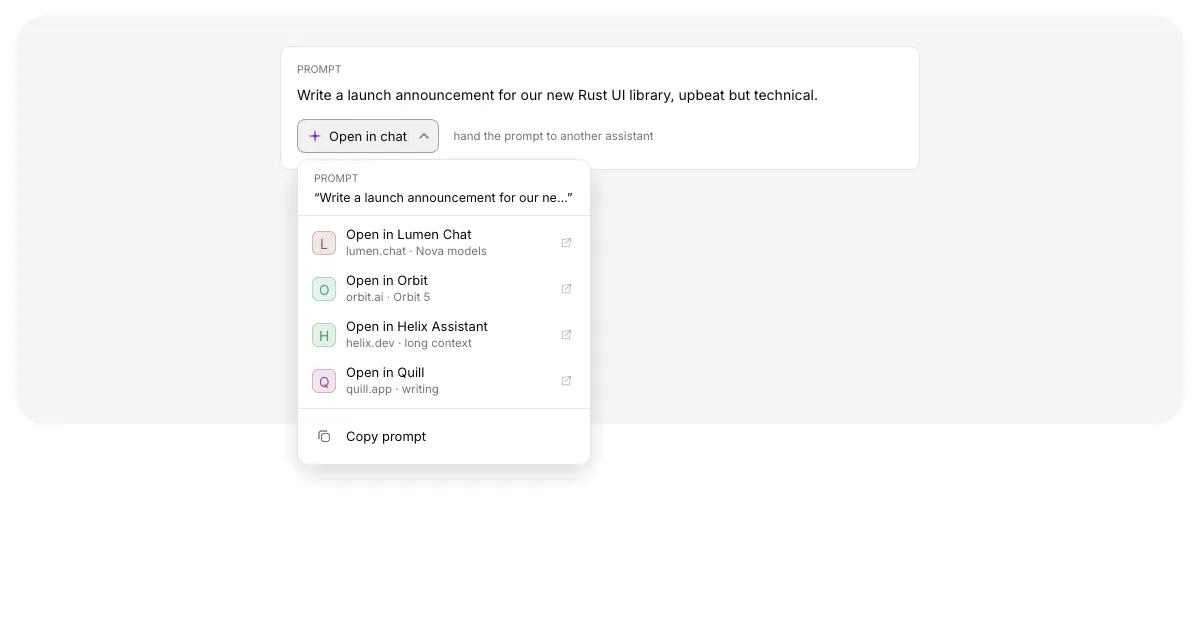 PROMPT
Write a launch announcement for our new Rust UI library, upbeat but technical.
Open in chat
hand the prompt to another assistant
PROMPT
“Write a launch announcement for our ne...”
L
Open in Lumen Chat
lumen.chat · Nova models
O
Open in Orbit
orbit.ai · Orbit 5
H
Open in Helix Assistant
helix.dev · long context
Q
Open in Quill
quill.app · writing
Copy prompt